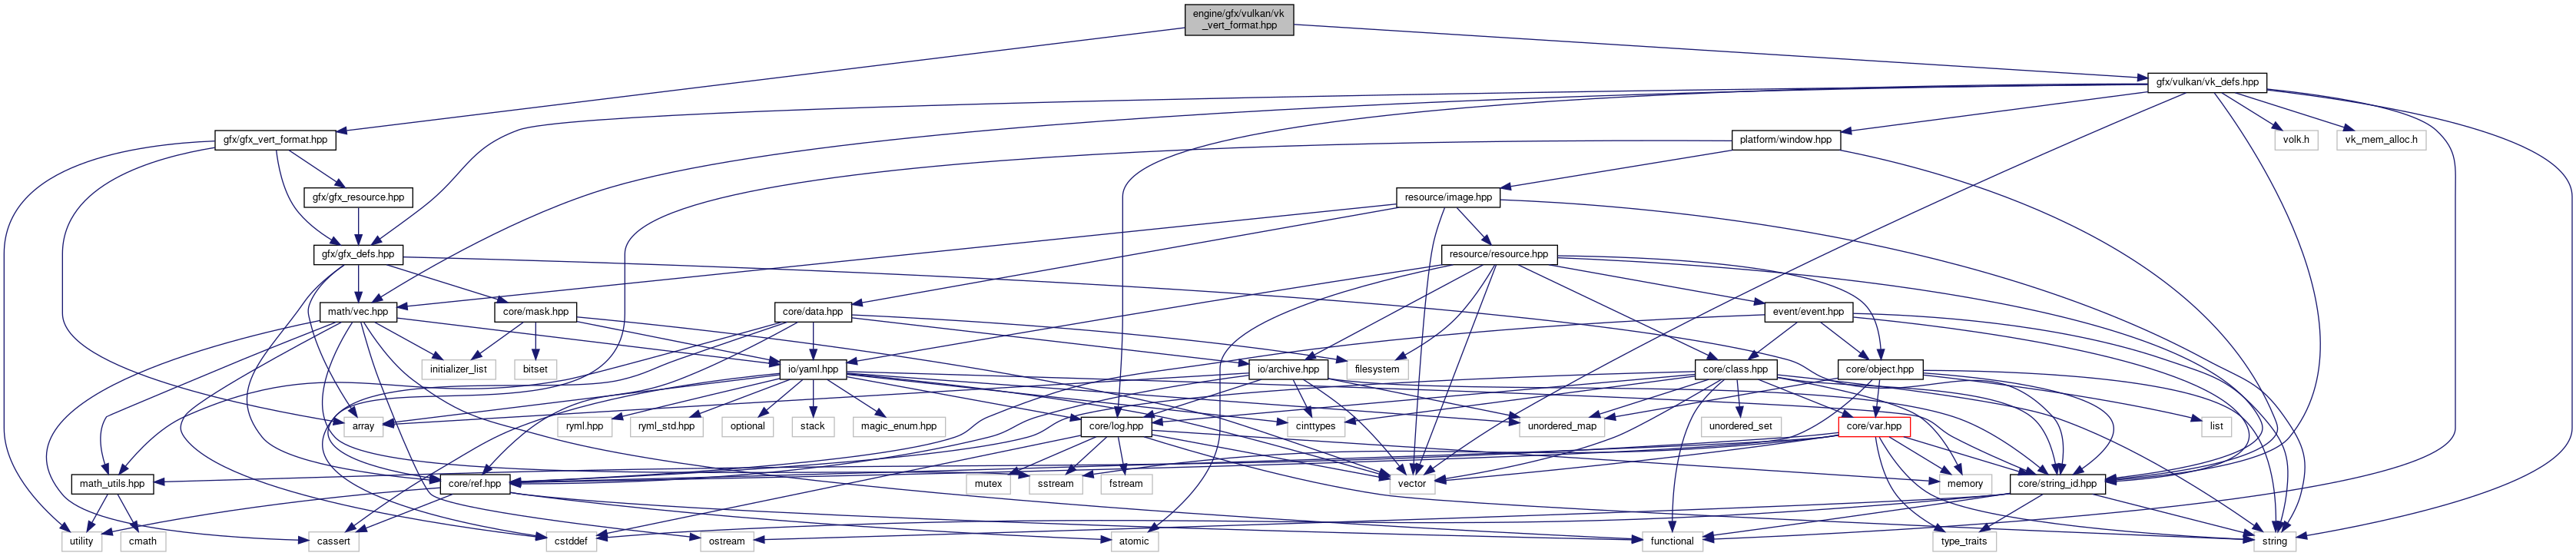 engine/gfx/vulkan/vk
_vert_format.hpp
gfx/vulkan/vk_defs.hpp
gfx/gfx_vert_format.hpp
platform/window.hpp
volk.h
vk_mem_alloc.h
gfx/gfx_resource.hpp
resource/image.hpp
gfx/gfx_defs.hpp
resource/resource.hpp
math/vec.hpp
core/mask.hpp
core/data.hpp
event/event.hpp
initializer_list
bitset
io/yaml.hpp
io/archive.hpp
filesystem
core/class.hpp
core/object.hpp
array
ryml.hpp
ryml_std.hpp
optional
stack
magic_enum.hpp
core/log.hpp
cinttypes
unordered_map
unordered_set
core/var.hpp
list
math_utils.hpp
core/ref.hpp
mutex
sstream
fstream
vector
memory
core/string_id.hpp
utility
cmath
cassert
cstddef
ostream
atomic
functional
type_traits
string